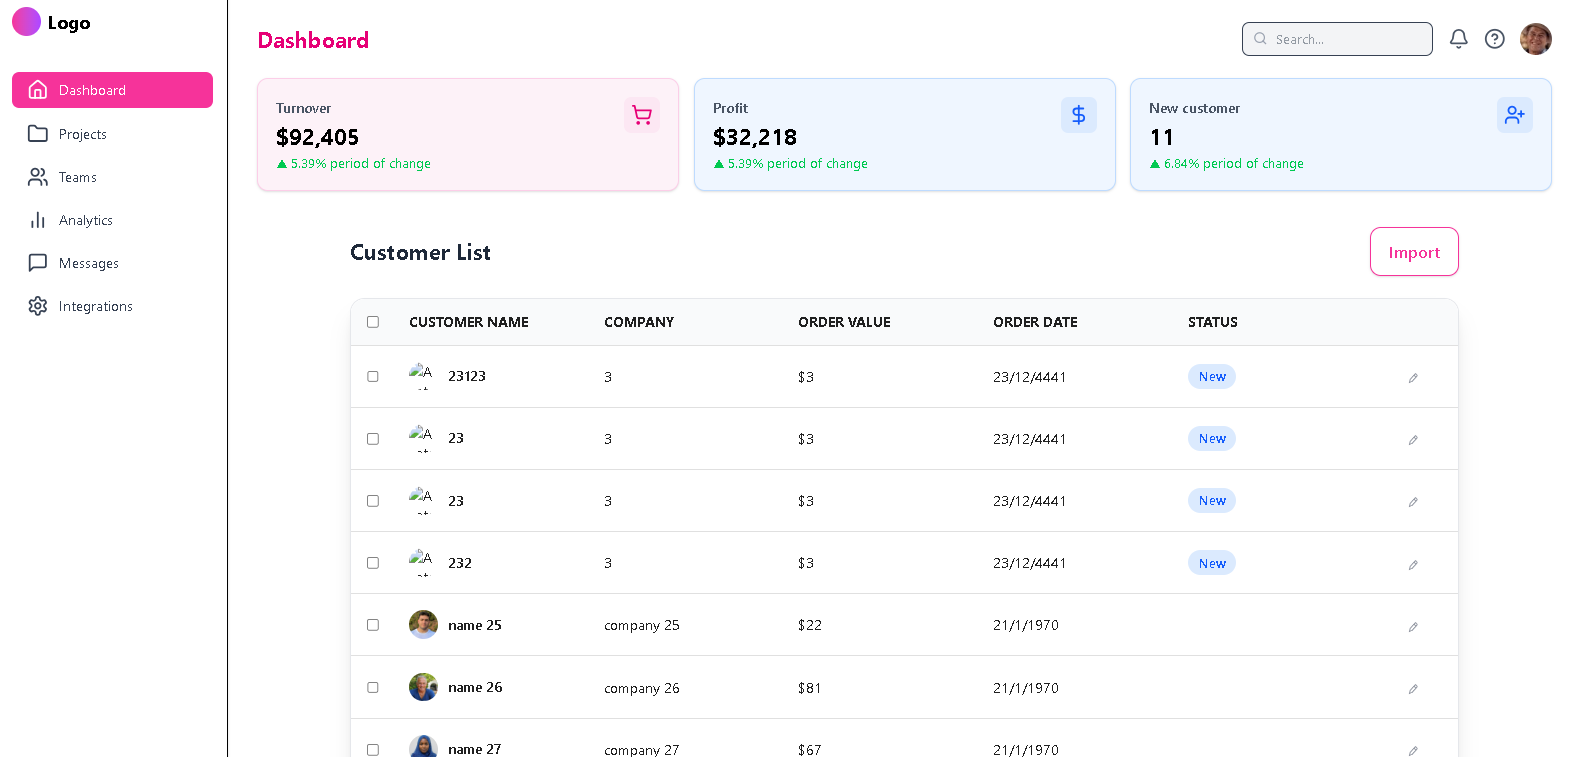 Logo
Dashboard
Search...
Dashboard
Projects
Teams
Analytics
Messages
Integrations
Turnover
$92,405
▲ 5.39% period of change
Profit
$32,218
▲ 5.39% period of change
New customer
11
▲ 6.84% period of change
Customer List
Import
CUSTOMER NAME COMPANY ORDER VALUE ORDER DATE STATUS
23123 3 $3 23/12/4441 New
23 3 $3 23/12/4441 New
23 3 $3 23/12/4441 New
232 3 $3 23/12/4441 New
name 25 company 25 $22 21/1/1970
name 26 company 26 $81 21/1/1970
name 27 company 27 $67 21/1/1970